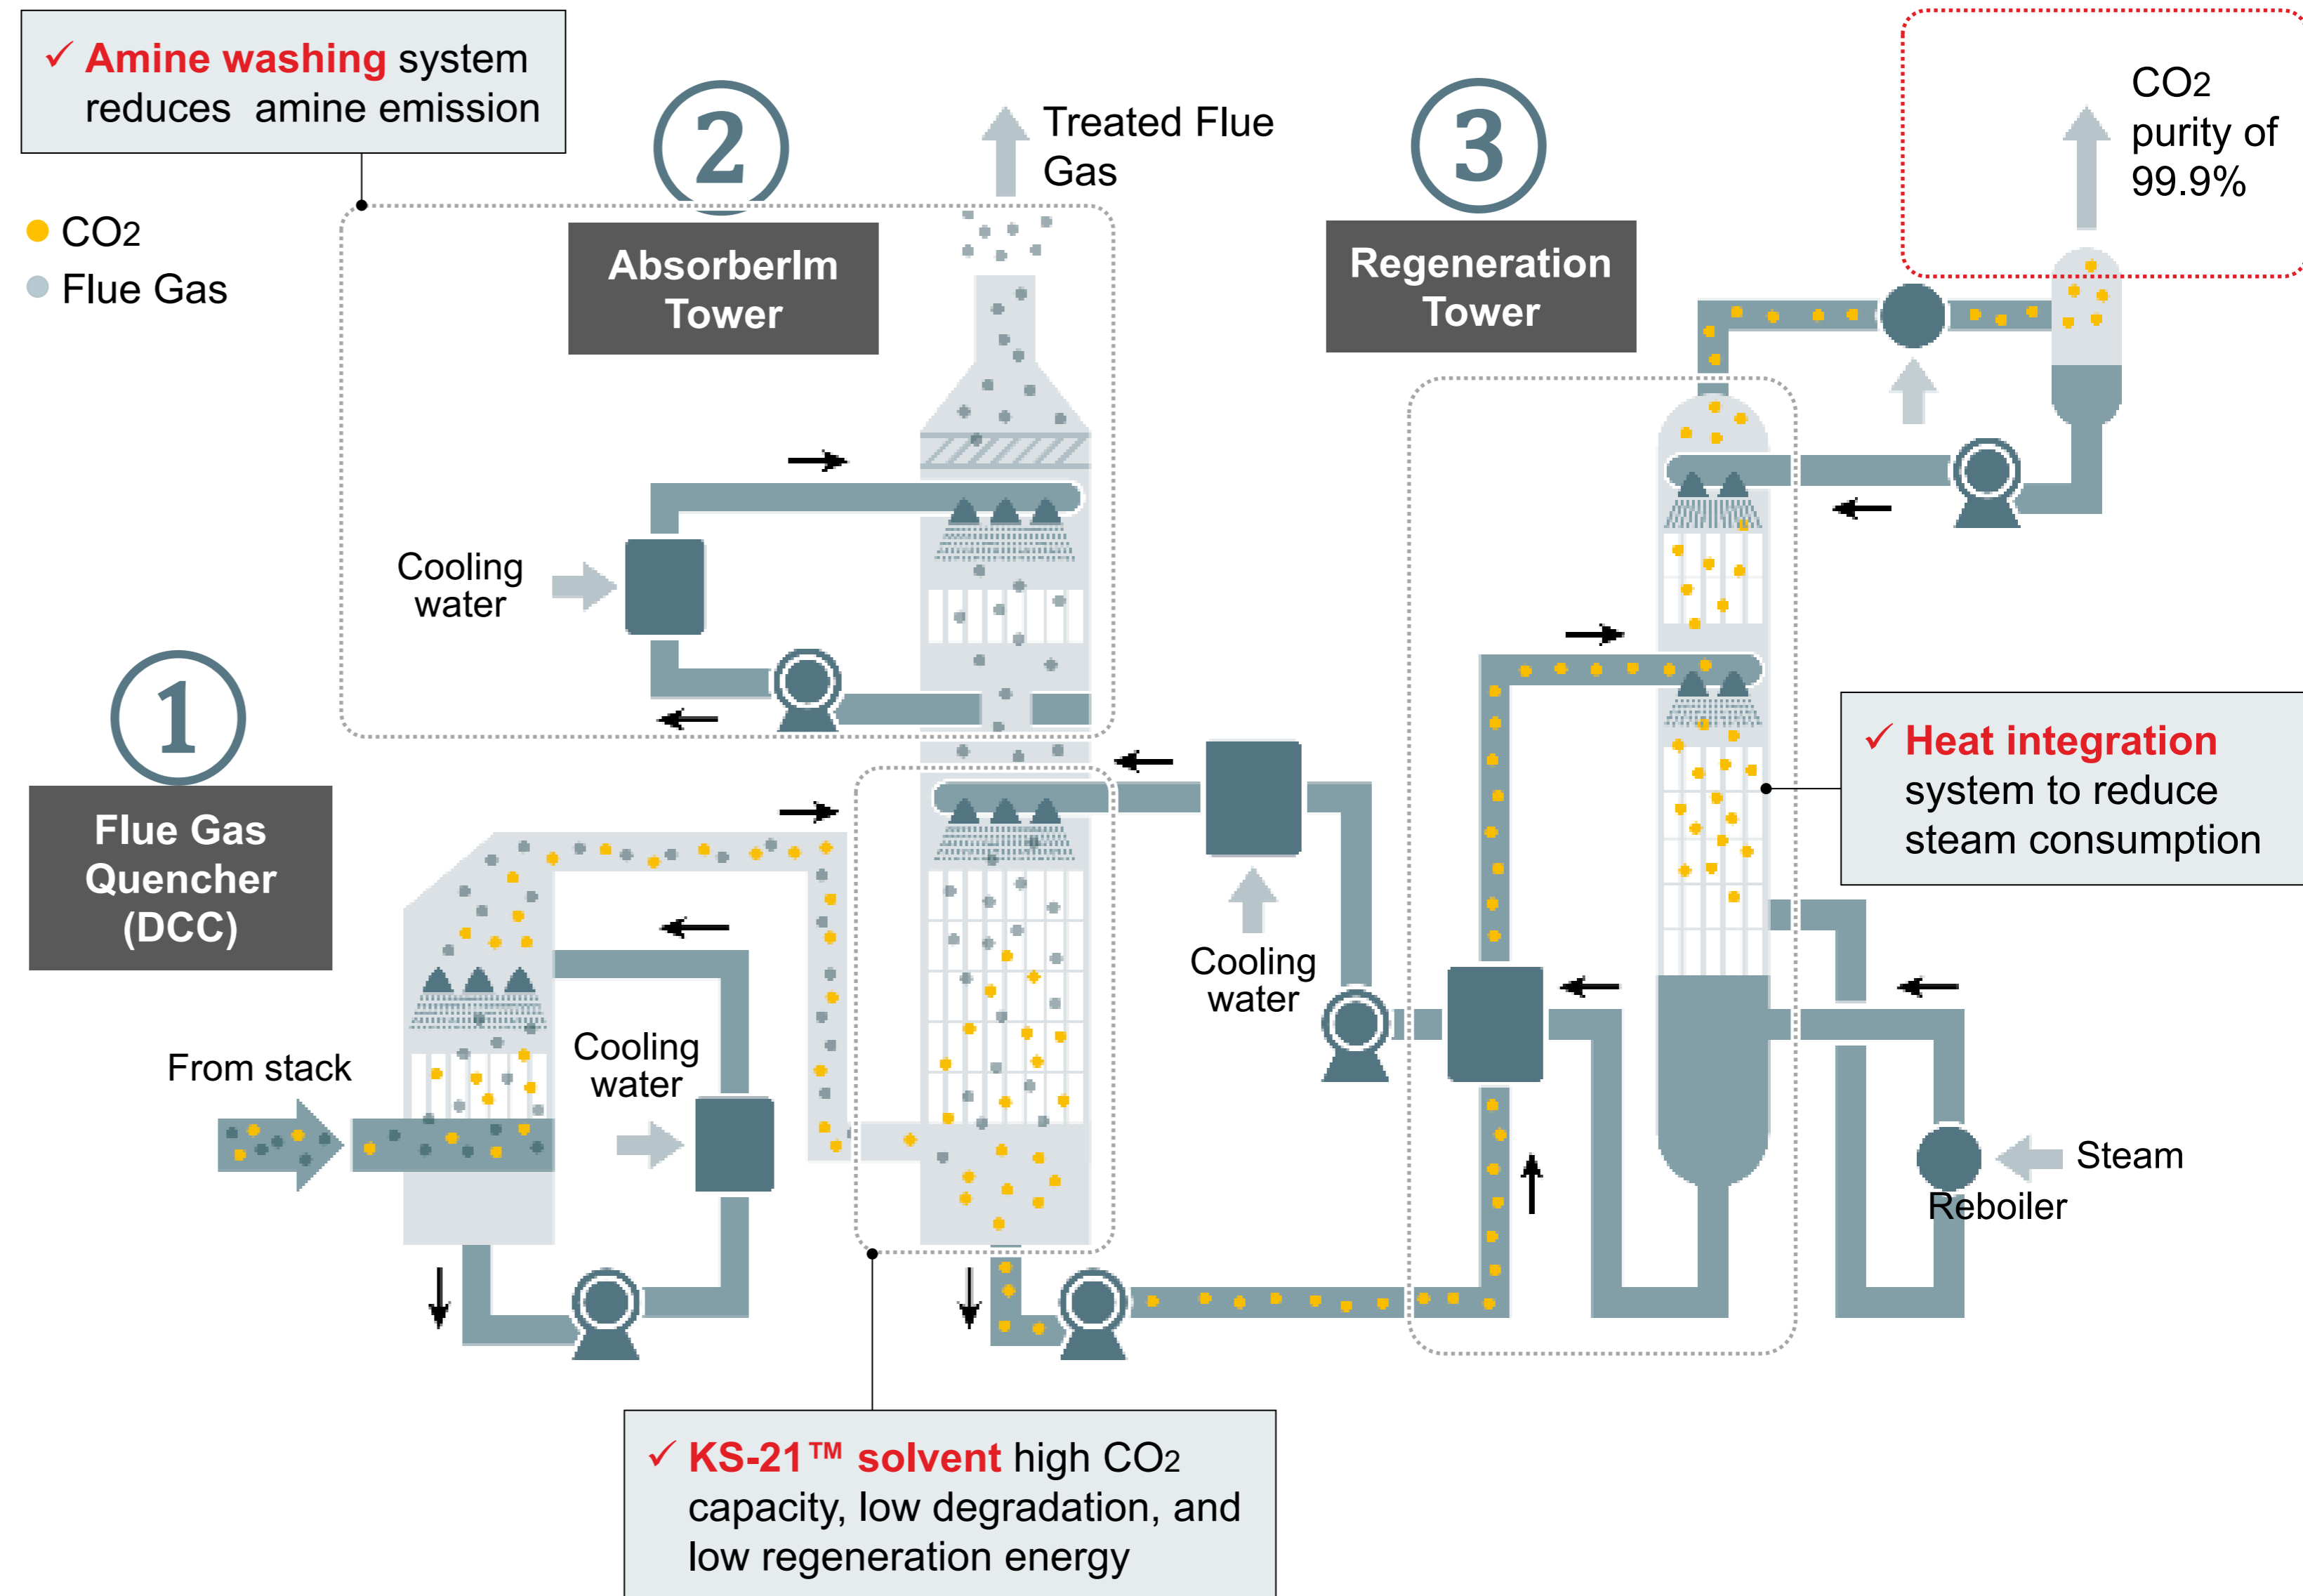 ✓ Amine washing system
reduces amine emission
CO2
Flue Gas
2
AbsorberIm
Tower
Treated Flue
Gas
3
Regeneration
Tower
CO2
purity of
99.9%
Cooling
water
1
Flue Gas
Quencher
(DCC)
✓ Heat integration
system to reduce
steam consumption
Cooling
water
From stack
Cooling
water
Steam
Reboiler
✓ KS-21™ solvent high CO2
capacity, low degradation, and
low regeneration energy